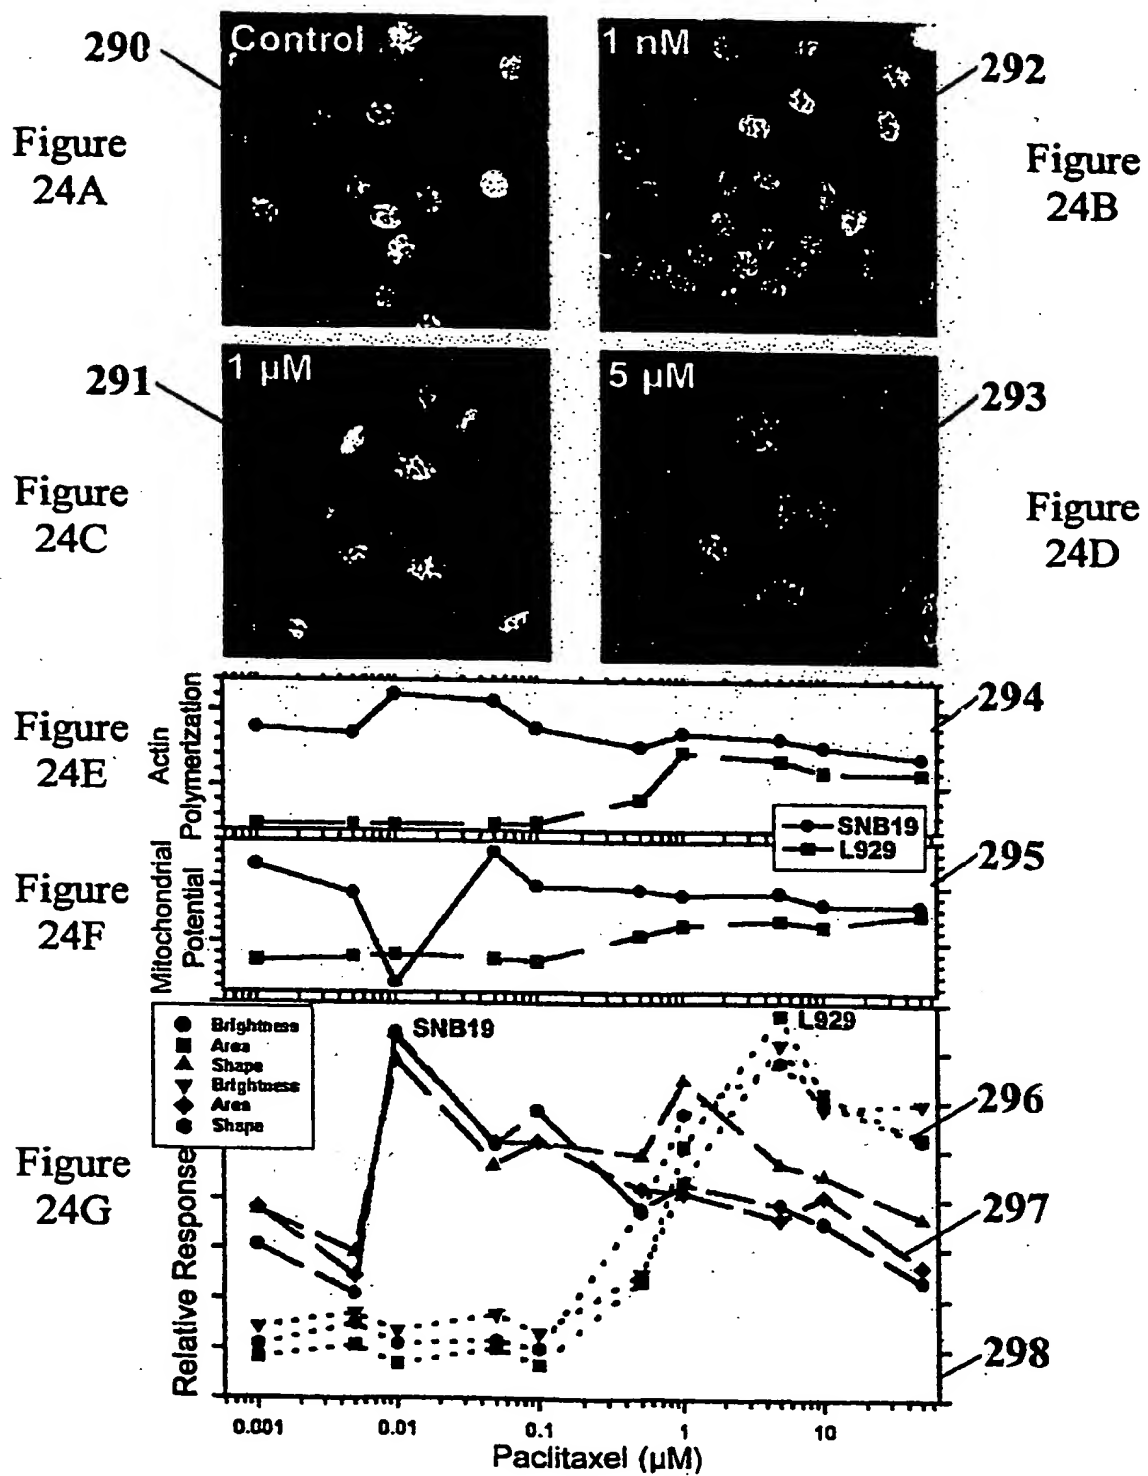 290
Control
1 nM
292
Figure
24A
Figure
24B
291
1 µM
5 µM
293
Figure
24C
Figure
24D
Figure
24E
Actin
Polymerization
294
SNB19
L929
Figure
24F
Mitochondrial
Potential
295
Brightness
Area
Shape
Brightness
Area
Shape
SNB19
L929
296
Figure
24G
Relative Response
297
298
0.001
0.01
0.1
1
10
Paclitaxel (µM)